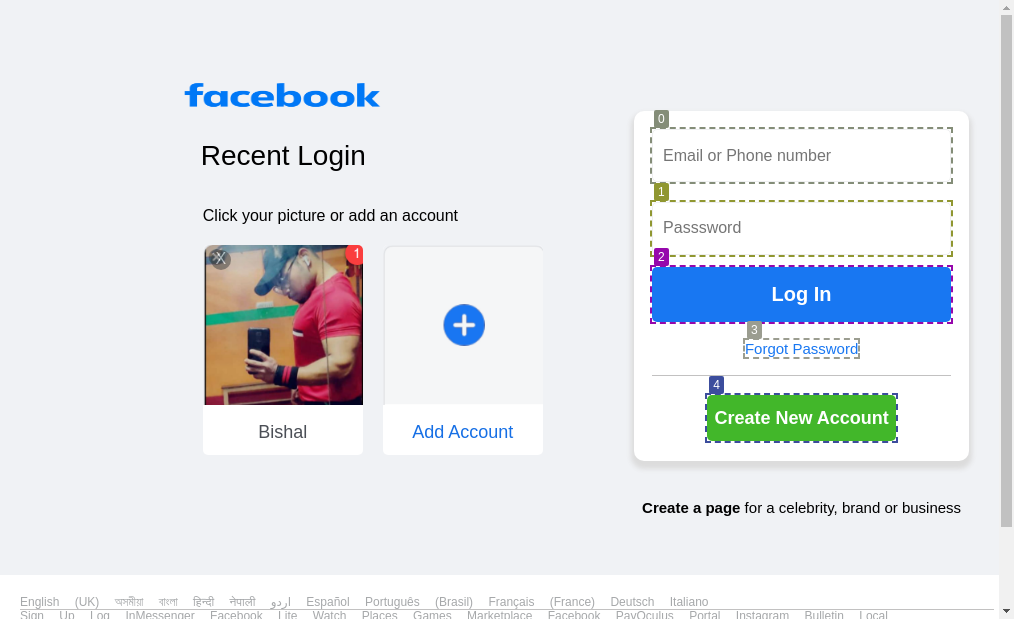 facebook
Recent Login
Click your picture or add an account
X
1
Bishal
Add Account
0
Email or Phone number
1
Passsword
2
Log In
3
Forgot Password
4
Create New Account
Create a page for a celebrity, brand or business
English (UK) অসমীয়া বাংলা हिन्दी नेपाली اردو Español Português (Brasil) Français (France) Deutsch Italiano
Sign Up Log InMessenger Facebook Lite Watch Places Games Marketplace Facebook PayOculus Portal Instagram Bulletin Local